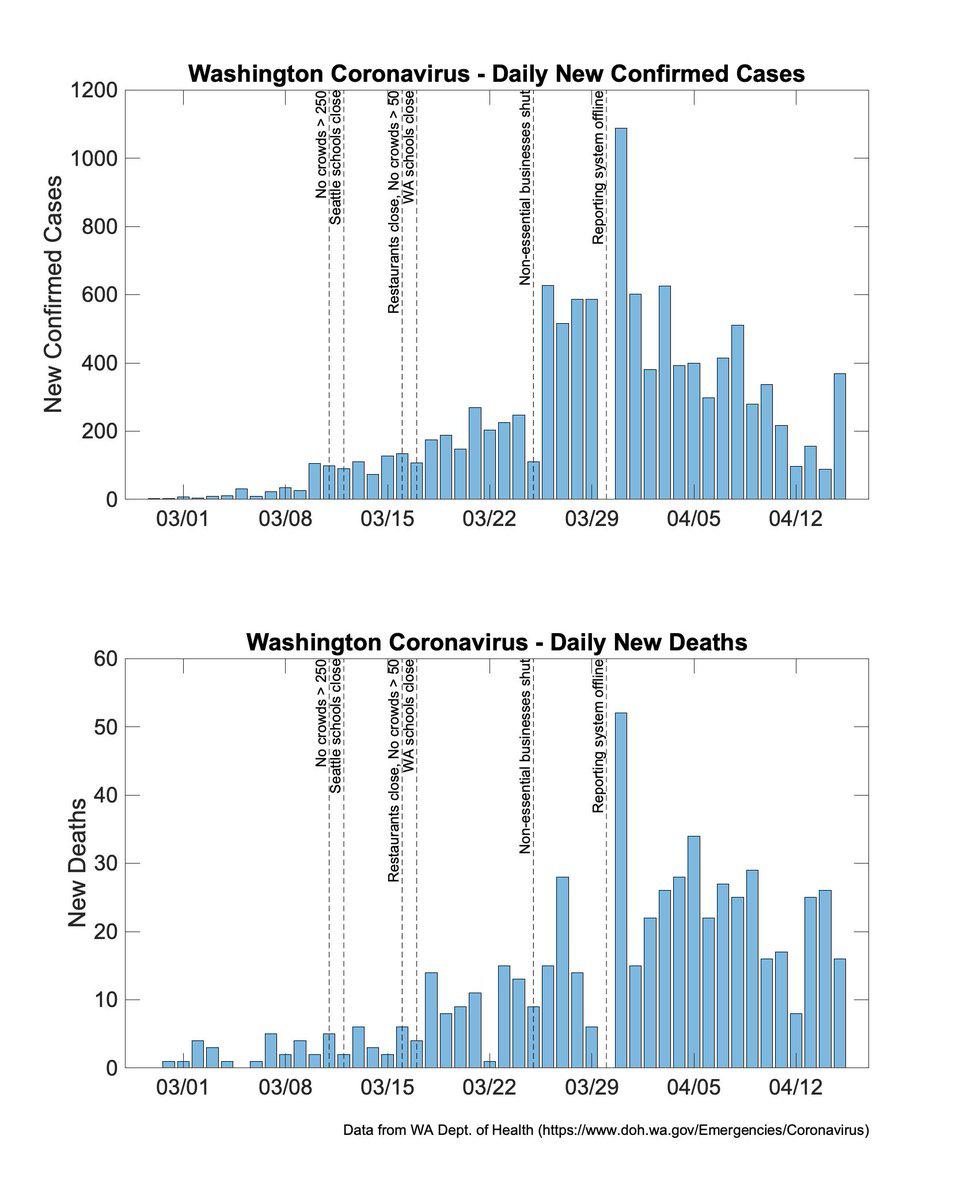 Washington Coronavirus - Daily New Confirmed Cases
New Confirmed Cases
1200
1000
800
600
400
200
0
No crowds > 250
Seattle schools close
Restaurants close, No crowds > 50
WA schools close
Non-essential businesses shut
Reporting system offline
03/01
03/08
03/15
03/22
03/29
04/05
04/12
Washington Coronavirus - Daily New Deaths
New Deaths
60
50
40
30
20
10
0
No crowds > 250
Seattle schools close
Restaurants close, No crowds > 50
WA schools close
Non-essential businesses shut
Reporting system offline
03/01
03/08
03/15
03/22
03/29
04/05
04/12
Data from WA Dept. of Health (https://www.doh.wa.gov/Emergencies/Coronavirus)